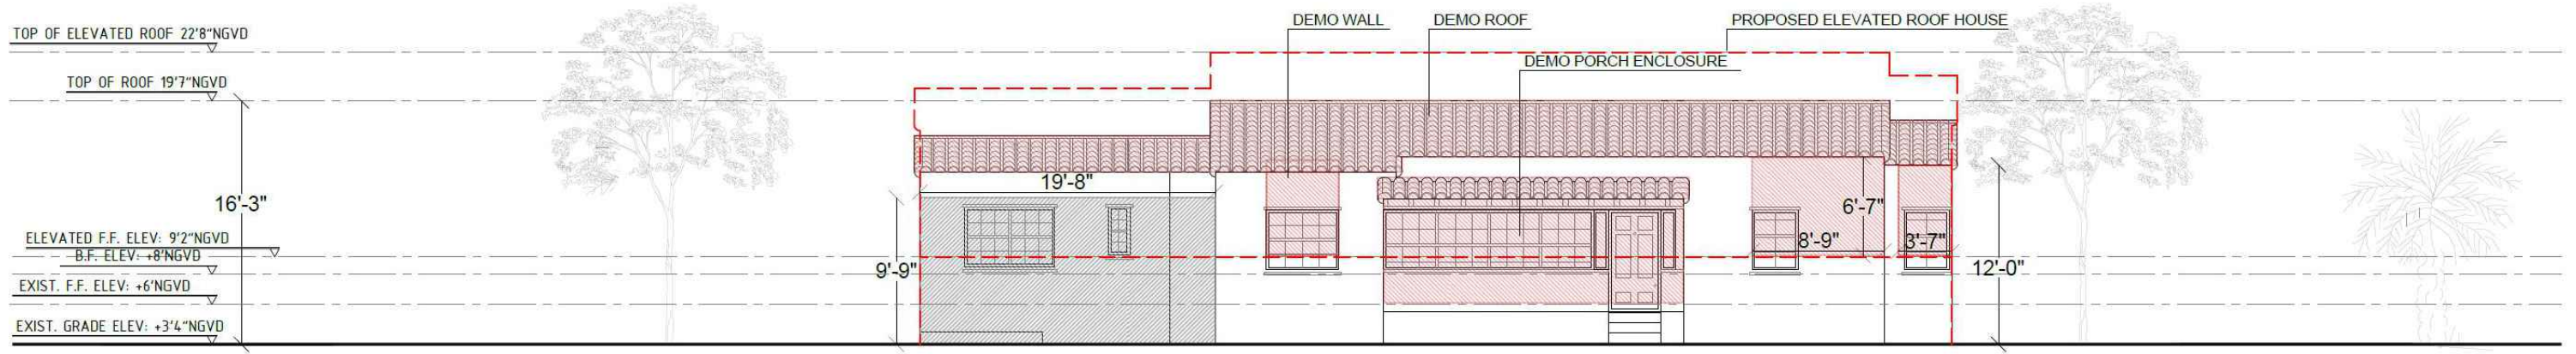 DEMO WALL
DEMO ROOF
PROPOSED ELEVATED ROOF HOUSE
TOP OF ELEVATED ROOF 22'8"NGVD
DEMO PORCH ENCLOSURE
TOP OF ROOF 19'7"NGVD
19'-8"
16'-3"
6'-7"
ELEVATED F.F. ELEV: 9'2"NGVD
8'-9"
3'-7"
B.F. ELEV: +8'NGVD
9'-9"
12'-0"
EXIST. F.F. ELEV: +6'NGVD
EXIST. GRADE ELEV: +3'4"NGVD